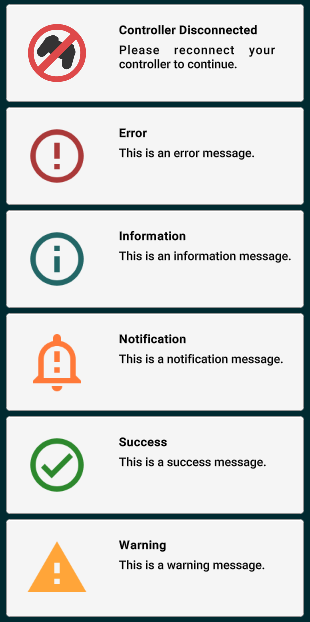 Controller Disconnected
Please reconnect your
controller to continue.
Error
This is an error message.
Information
This is an information message.
Notification
This is a notification message.
Success
This is a success message.
Warning
This is a warning message.